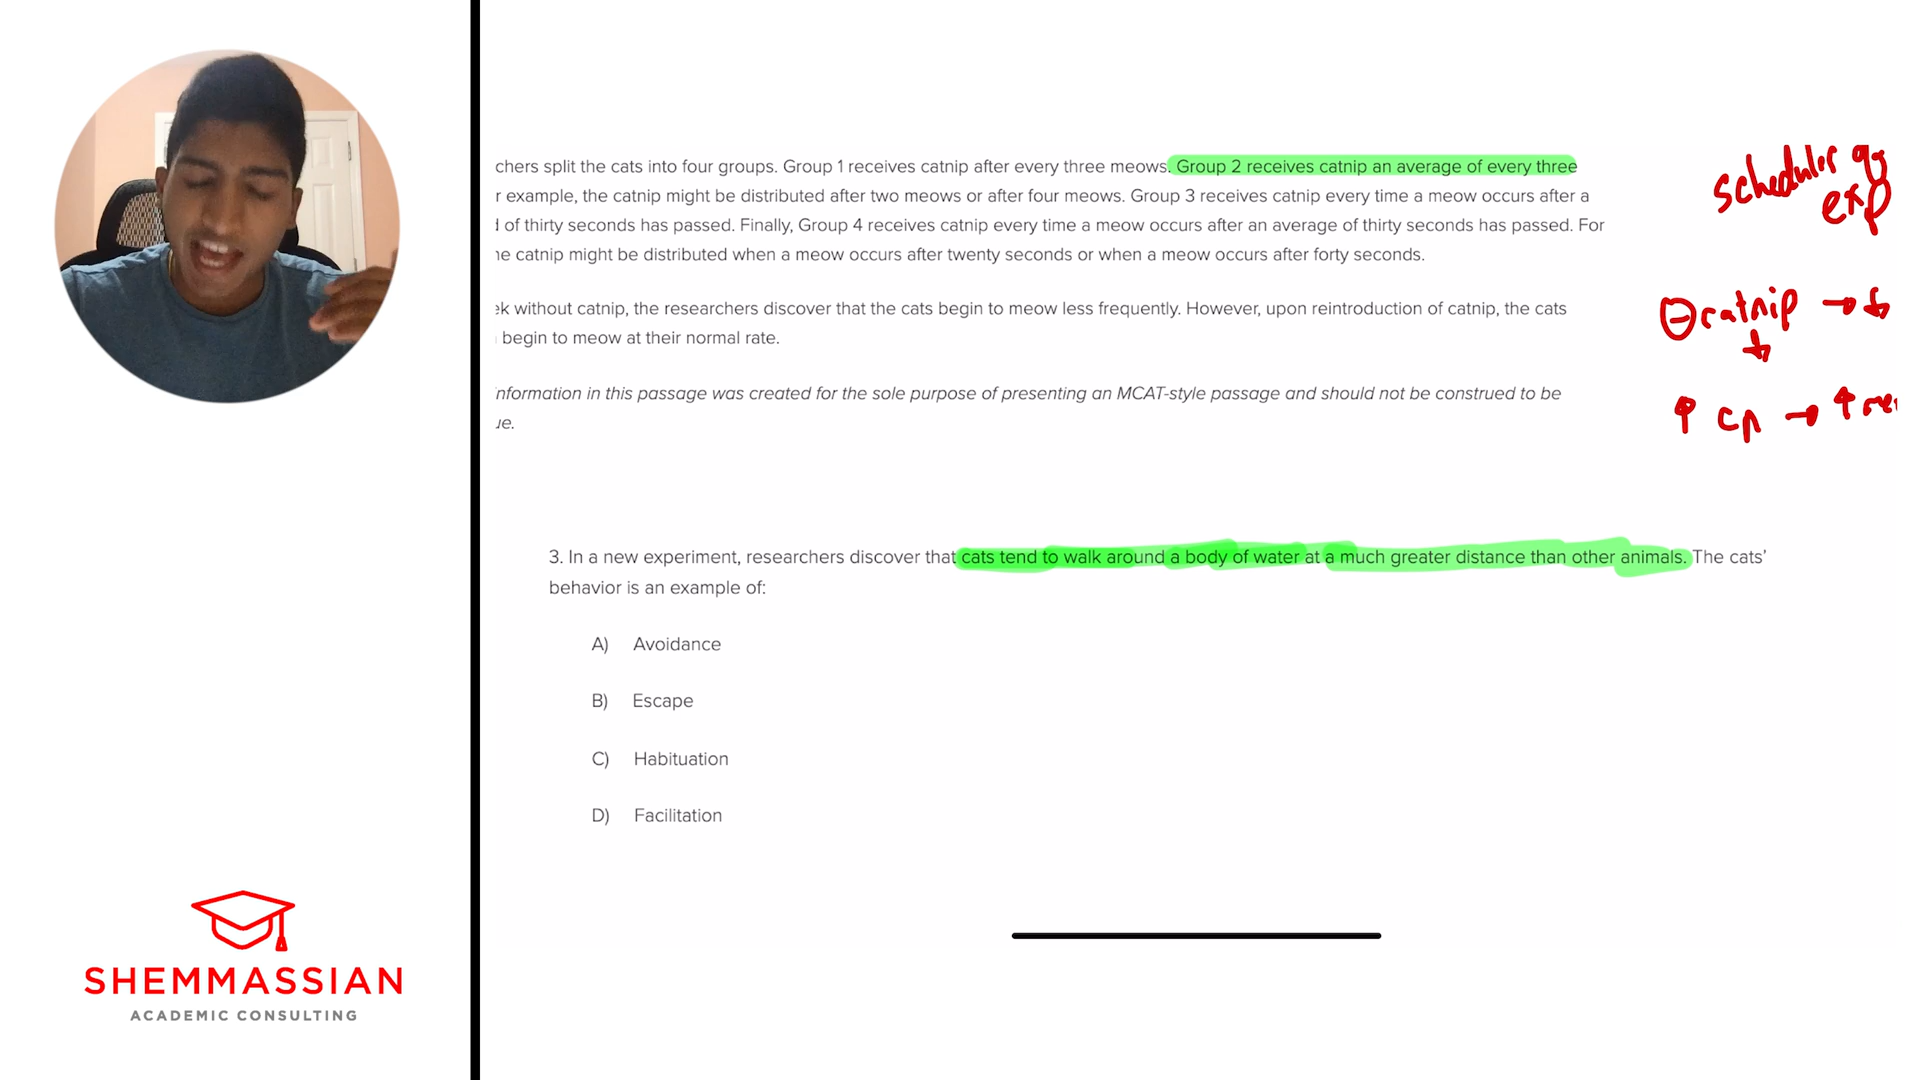 chers split the cats into four groups. Group 1 receives catnip after every three meows. Group 2 receives catnip an average of every three
r example, the catnip might be distributed after two meows or after four meows. Group 3 receives catnip every time a meow occurs after a
of thirty seconds has passed. Finally, Group 4 receives catnip every time a meow occurs after an average of thirty seconds has passed. For
he catnip might be distributed when a meow occurs after twenty seconds or when a meow occurs after forty seconds.
ek without catnip, the researchers discover that the cats begin to meow less frequently. However, upon reintroduction of catnip, the cats
begin to meow at their normal rate.
nformation in this passage was created for the sole purpose of presenting an MCAT-style passage and should not be construed to be
ue.
exp
catnip →
↑ →
3. In a new experiment, researchers discover that cats tend to walk around a body of water at a much greater distance than other animals. The cats’
behavior is an example of:
A) Avoidance
B) Escape
C) Habituation
D) Facilitation
SHEMMASSIAN
ACADEMIC CONSULTING